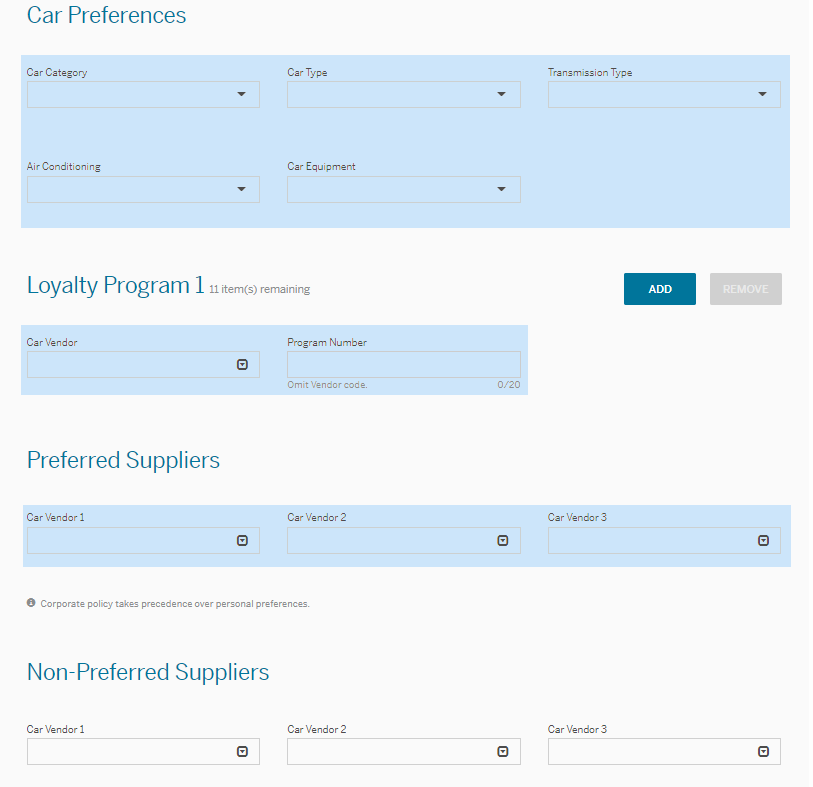 Car Preferences
Car Category Car Type Transmission Type
Air Conditioning Car Equipment
Loyalty Program 1 11 item(s) remaining ADD REMOVE
Car Vendor Program Number
Omit Vendor code. 0/20
Preferred Suppliers
Car Vendor 1 Car Vendor 2 Car Vendor 3
Corporate policy takes precedence over personal preferences.
Non-Preferred Suppliers
Car Vendor 1 Car Vendor 2 Car Vendor 3